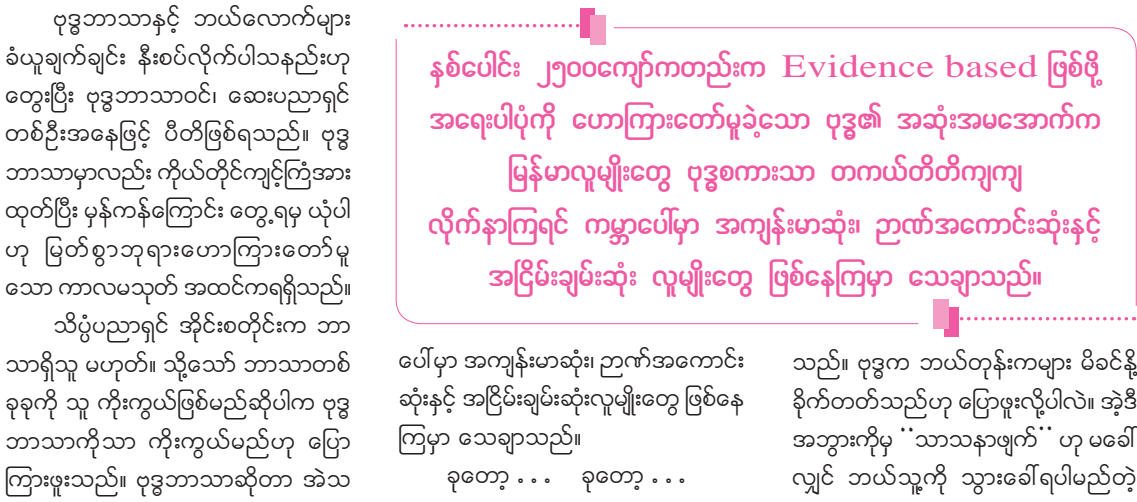 ဗုဒ္ဓဘာသာနှင့် ဘယ်လောက်များ
ခံယူချက်ချင်း နီးစပ်လိုက်ပါသနည်းဟု
တွေးပြီး ဗုဒ္ဓဘာသာဝင်၊ ဆေးပညာရှင်
တစ်ဦးအနေဖြင့် ပီတိဖြစ်ရသည်။ ဗုဒ္ဓ
ဘာသာမှာလည်း ကိုယ်တိုင်ကျင့်ကြံအား
ထုတ်ပြီး မှန်ကန်ကြောင်း တွေ့ရမှ ယုံပါ
ဟု မြတ်စွာဘုရားဟောကြားတော်မူ
သော ကာလာမသုတ် အထင်ကရရှိသည်။
သိပ္ပံပညာရှင် အိုင်းစတိုင်းက ဘာ
သာရှိသူ မဟုတ်။ သို့သော် ဘာသာတစ်
ခုခုကို သူ ကိုးကွယ်ဖြစ်မည်ဆိုပါက ဗုဒ္ဓ
ဘာသာကိုသာ ကိုးကွယ်မည်ဟု ပြော
ကြားဖူးသည်။ ဗုဒ္ဓဘာသာဆိုတာ အဲသ
နှစ်ပေါင်း ၂၅၀၀ကျော်ကတည်းက Evidence based ဖြစ်ဖို့
အရေးပါပုံကို ဟောကြားတော်မူခဲ့သော ဗုဒ္ဓ၏ အဆုံးအမအောက်က
မြန်မာလူမျိုးတွေ ဗုဒ္ဓစကားသာ တကယ်တိတိကျကျ
လိုက်နာကြရင် ကမ္ဘာပေါ်မှာ အကျန်းမာဆုံး၊ ဉာဏ်အကောင်းဆုံးနှင့်
အငြိမ်းချမ်းဆုံး လူမျိုးတွေ ဖြစ်နေကြမှာ သေချာသည်။
ပေါ်မှာ အကျန်းမာဆုံး၊ ဉာဏ်အကောင်း
ဆုံးနှင့် အငြိမ်းချမ်းဆုံးလူမျိုးတွေ ဖြစ်နေ
ကြမှာ သေချာသည်။
ခုတော့ . . . ခုတော့ . . .
သည်။ ဗုဒ္ဓက ဘယ်တုန်းကများ မိခင်နို့
ခိုက်တတ်သည်ဟု ပြောဖူးလို့ပါလဲ။ အဲ့ဒီ
အဘွားကိုမှ ``သာသနာဖျက်´´ ဟု မခေါ်
လျှင် ဘယ်သူ့ကို သွားခေါ်ရပါမည်တဲ့